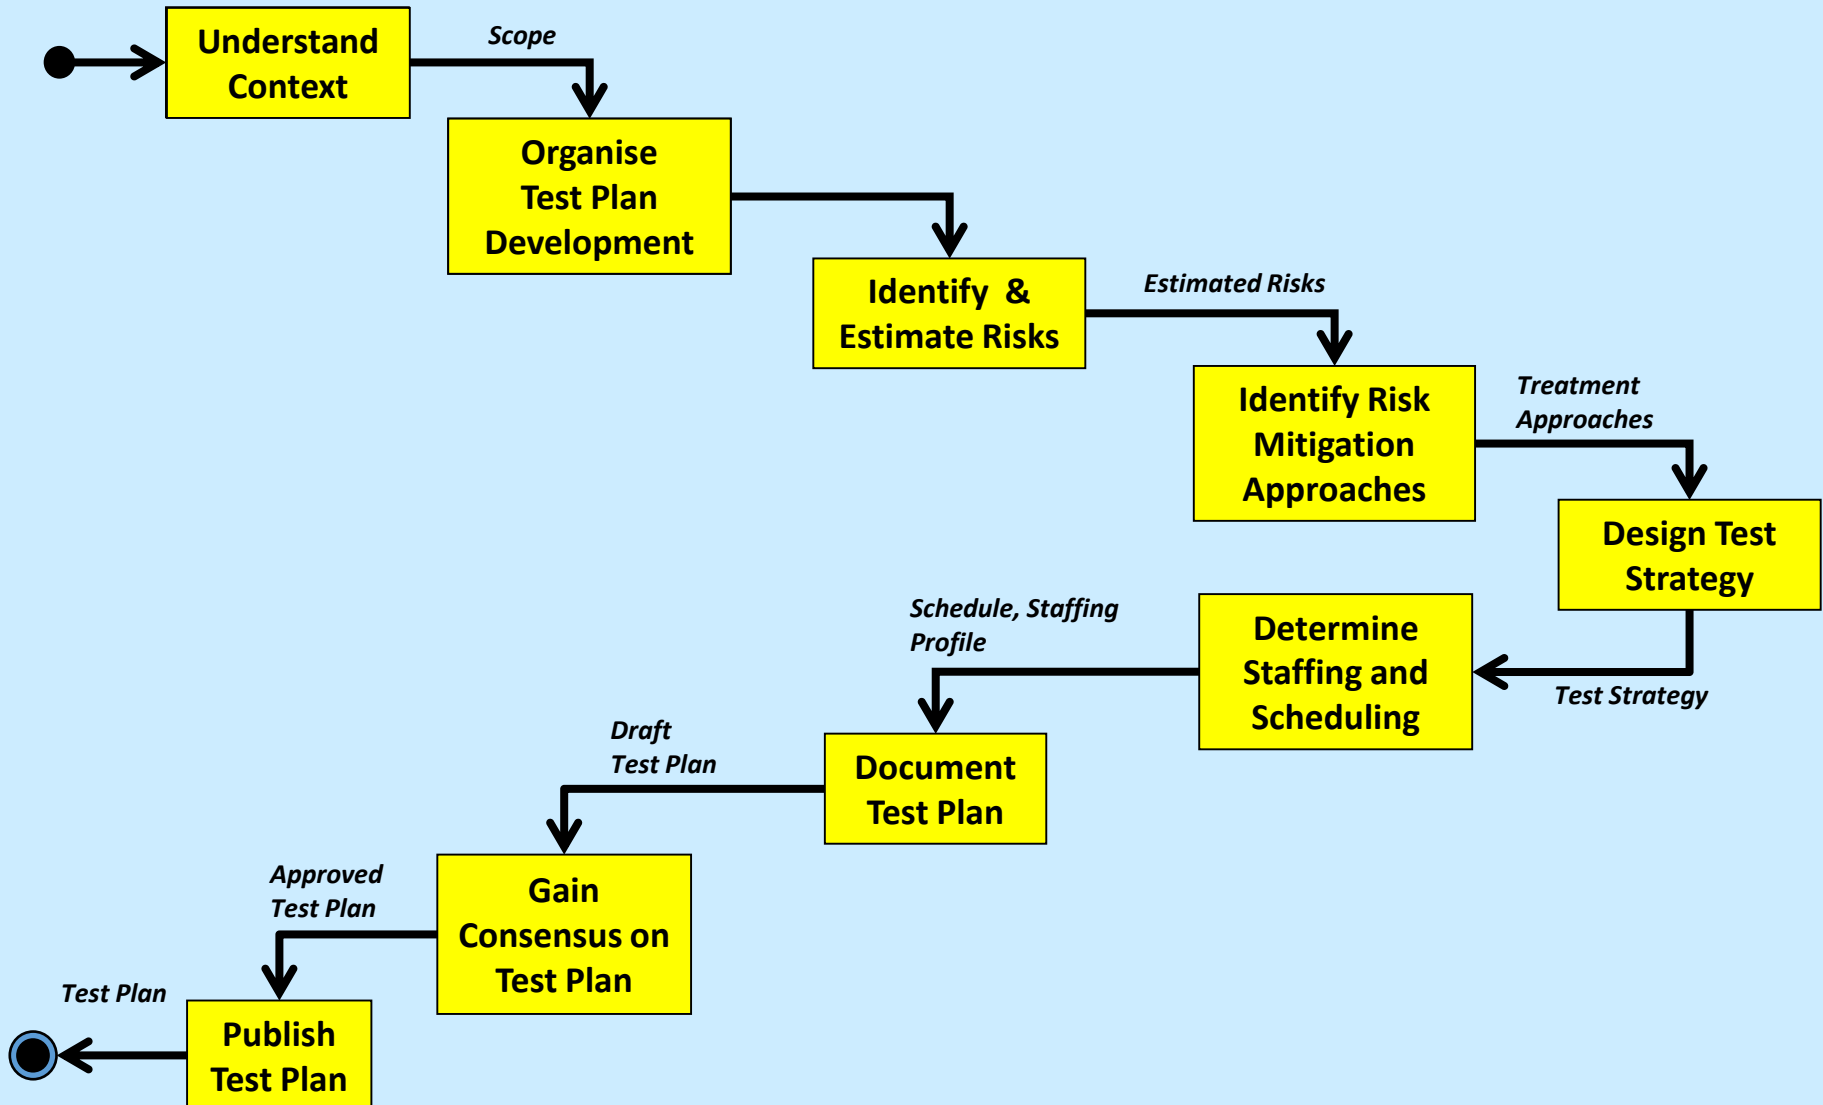 Understand
Context
Scope
Organise
Test Plan
Development
Identify & 
Estimate Risks
Estimated Risks
Identify Risk
Mitigation
Approaches
Treatment
Approaches
Design Test
Strategy
Test Strategy
Determine
Staffing and
Scheduling
Schedule, Staffing
Profile
Document
Test Plan
Draft
Test Plan
Gain
Consensus on
Test Plan
Approved
Test Plan
Publish
Test Plan
Test Plan